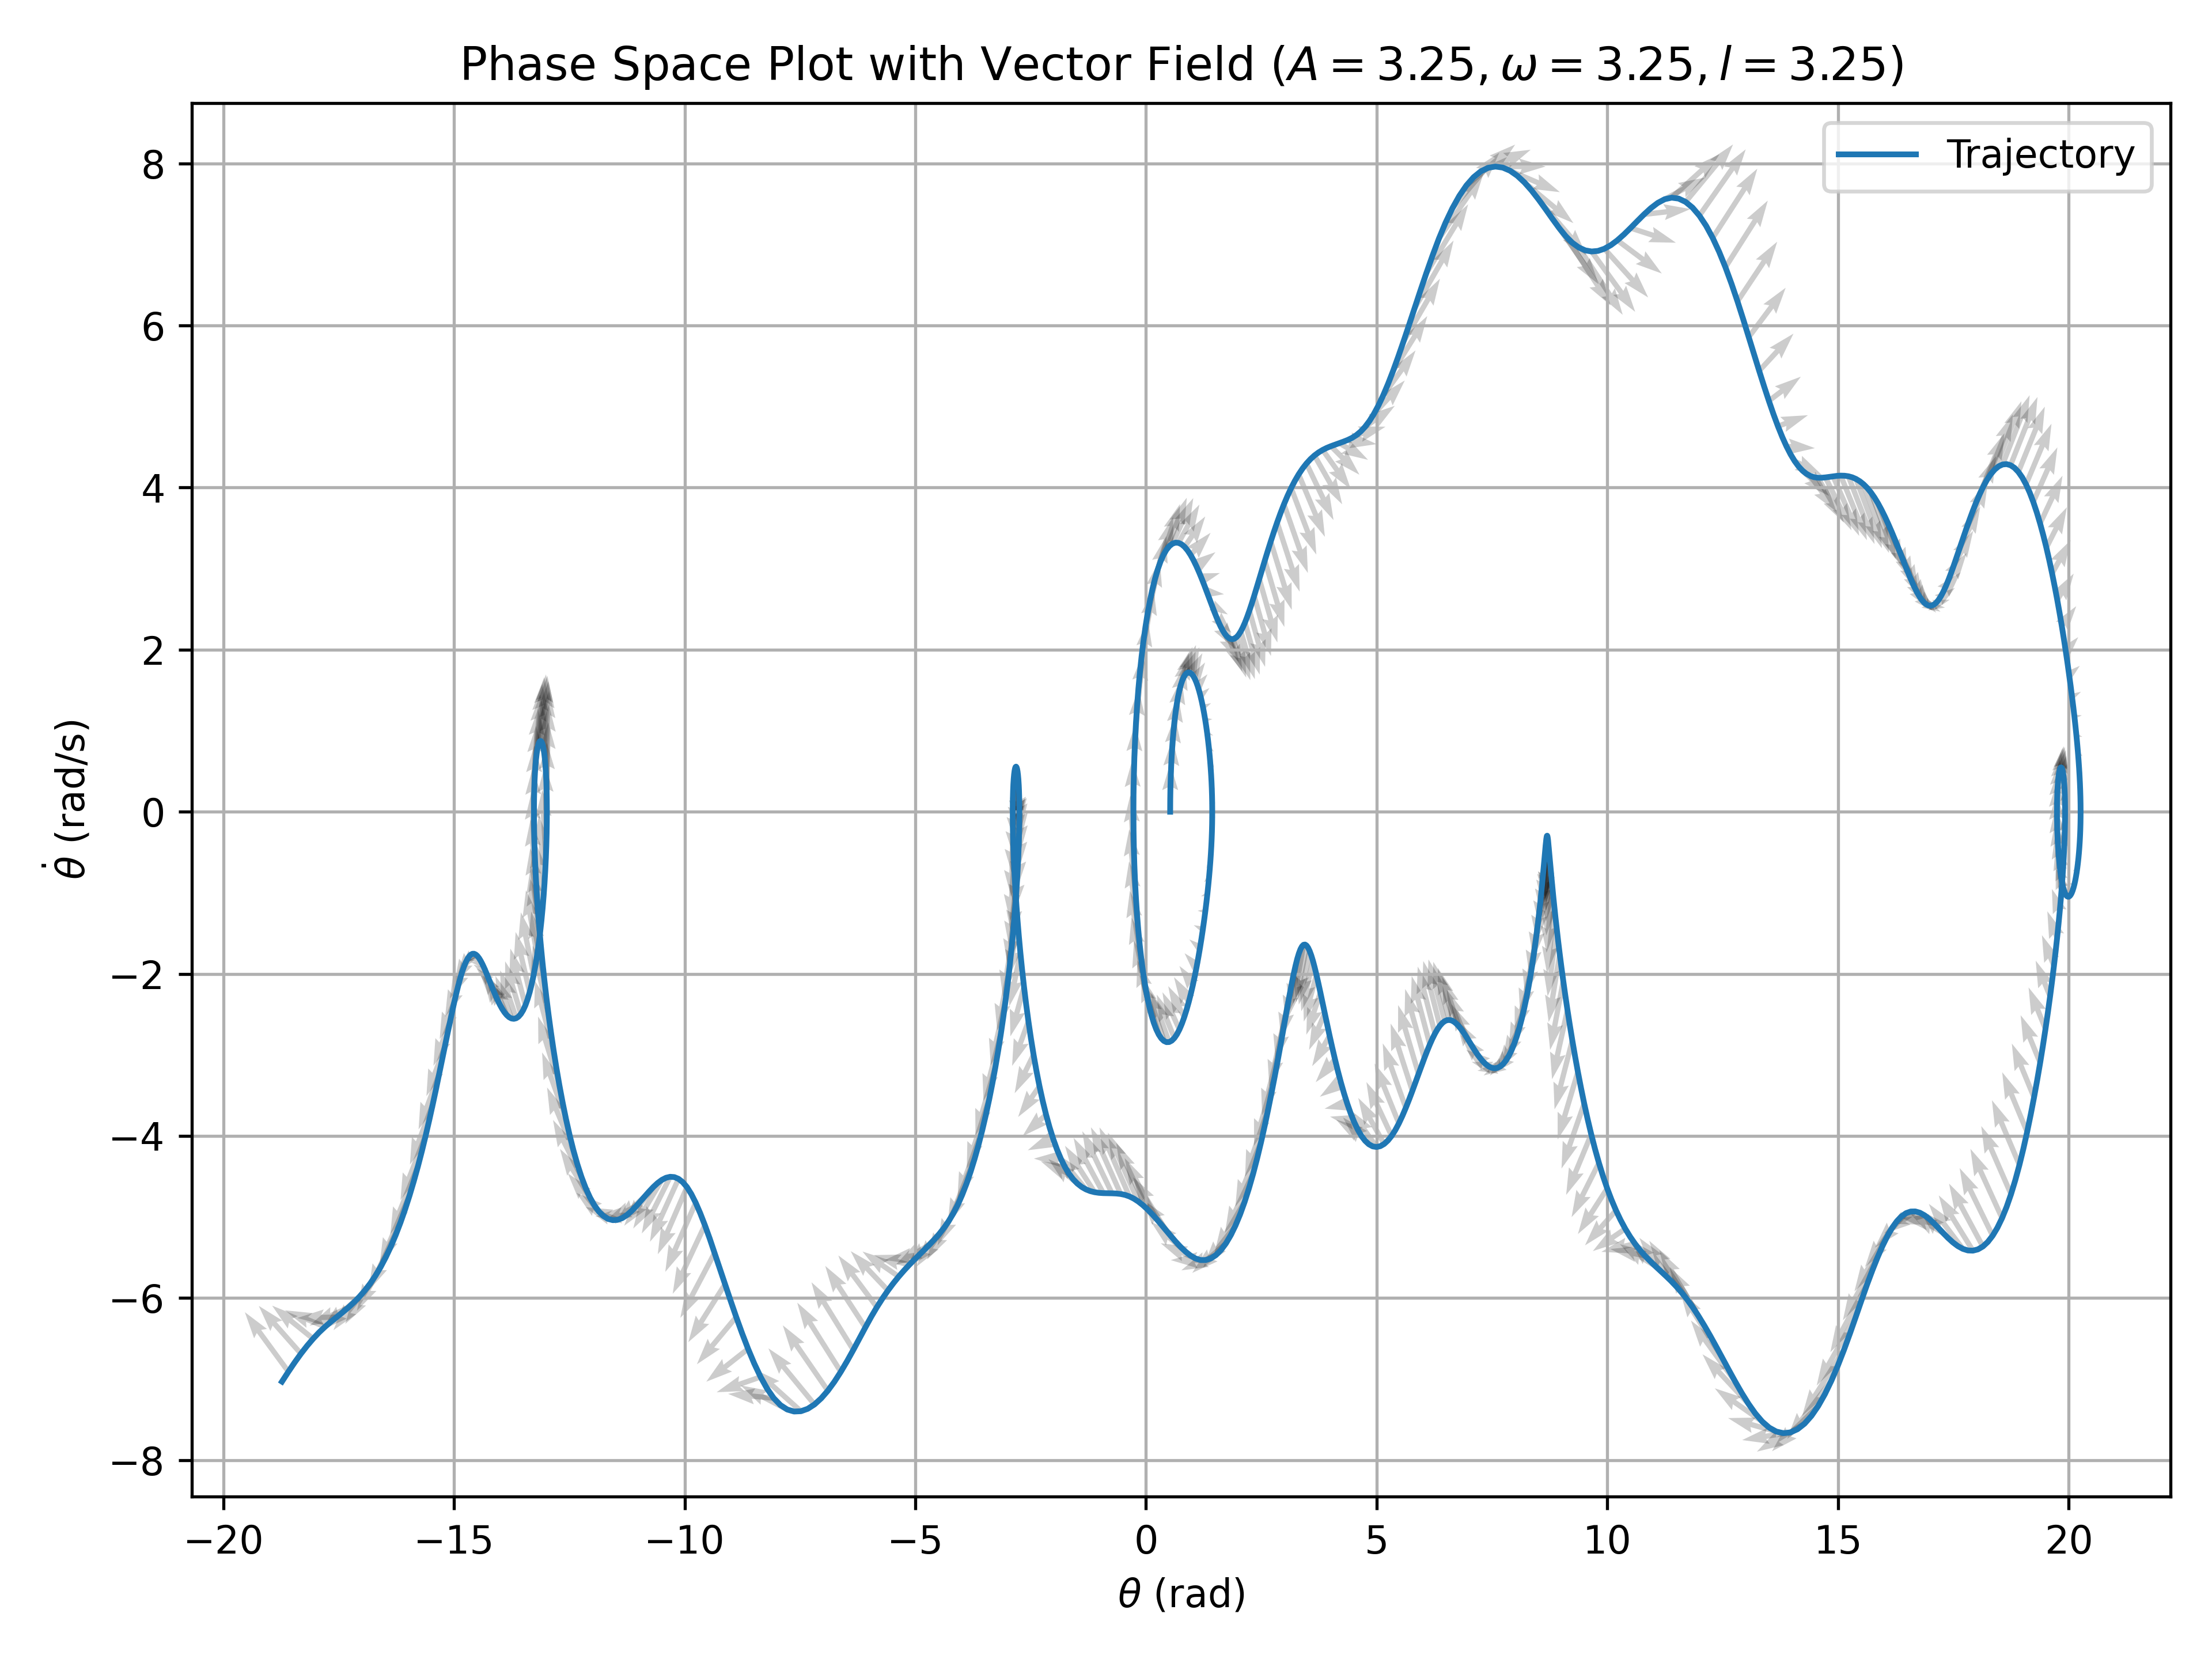 Phase Space Plot with Vector Field (A = 3.25, ω = 3.25, l = 3.25)
Trajectory
8
6
4
2
0
−2
−4
−6
−8
θ̇ (rad/s)
−20 −15 −10 −5 0 5 10 15 20
θ (rad)